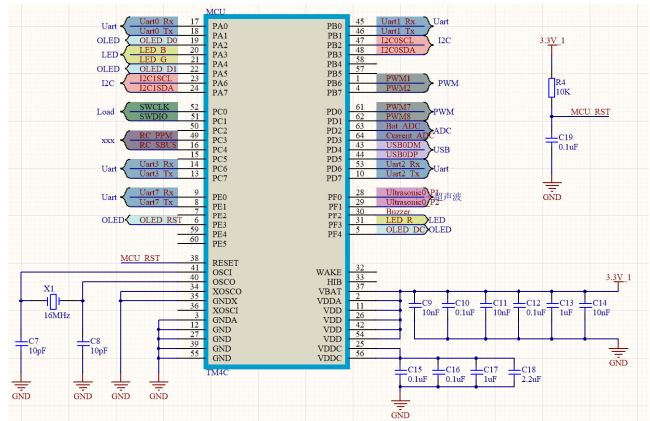 MCU
Uart Uart0_Rx 17 PA0 PB0 45 Uart1_Rx Uart
Uart0_Tx 18 PA1 PB1 46 Uart1_Tx
OLED OLED_D0 19 PA2 PB2 47 I2C0SCL I2C
LED LED_B 20 PA3 PB3 48 I2C0SDA
LED_G 21 PA4 PB4 58
OLED OLED_D1 22 PA5 PB5 57
I2C I2C1SCL 23 PA6 PB6 1 PWM1 PWM
I2C1SDA 24 PA7 PB7 4 PWM2
Load SWCLK 52 PC0 PD0 61 PWM7 PWM
SWDIO 51 PC1 PD1 62 PWM8
50 PC2 PD2 63 Bat_ADC ADC
xxx RC_PPM 49 PC3 PD3 64 Current_ADC
RC_SBUS 16 PC4 PD4 43 USB0DM USB
15 PC5 PD5 44 USB0DP
Uart Uart3_Rx 14 PC6 PD6 53 Uart2_Rx Uart
Uart3_Tx 13 PC7 PD7 10 Uart2_Tx
Uart Uart7_Rx 9 PE0 PF0 28 Ultrasonic0_P1 超声波
Uart7_Tx 8 PE1 PF1 29 Ultrasonic0_P2
7 PE2 PF2 30 Buzzer
OLED OLED_RST 6 PE3 PF3 31 LED_R LED
59 PE4 PF4 5 OLED_DC OLED
60 PE5
MCU_RST 38 RESET
41 OSCI WAKE 32
40 OSCO HIB 33
34 XOSCO VBAT 37
35 GNDX VDDA 2
36 XOSCI VDD 11
3 GNDA VDD 26
12 GND VDD 42
27 GND VDD 54
39 GND VDDC 25
55 GND VDDC 56
TM4C
X1
16MHz
C7
10pF
C8
10pF
GND GND GND
3.3V_1
R4
10K
MCU_RST
C19
0.1uF
GND
3.3V_1
C9 C10 C11 C12 C13 C14
10nF 0.1uF 10nF 0.1uF 1uF 10nF
GND
C15 C16 C17 C18
0.1uF 0.1uF 1uF 2.2uF
GND